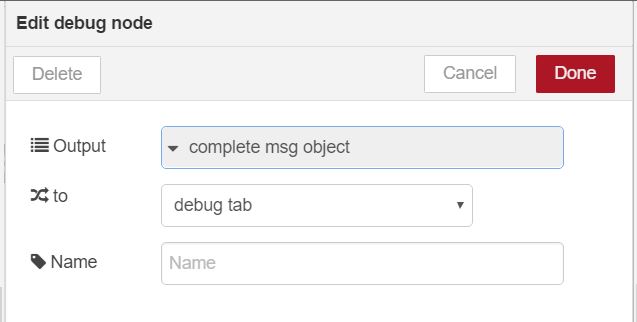 Edit debug node
Delete
Cancel
Done
Output
complete msg object
to
debug tab
Name
Name